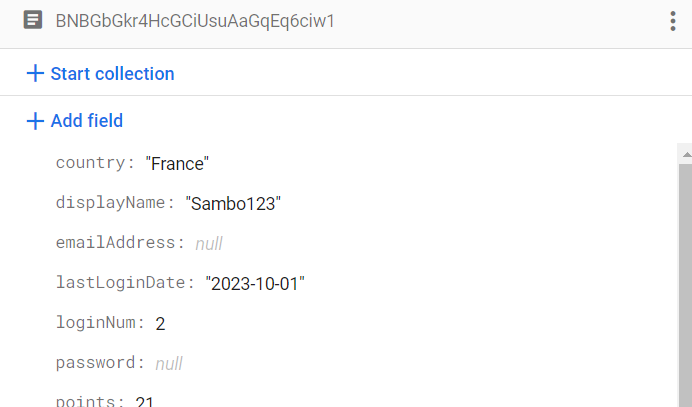 BNBGbGkr4HcGCiUsuAaGqEq6ciw1
+ Start collection
+ Add field
country: "France"
displayName: "Sambo123"
emailAddress: null
lastLoginDate: "2023-10-01"
loginNum: 2
password: null
points: 21